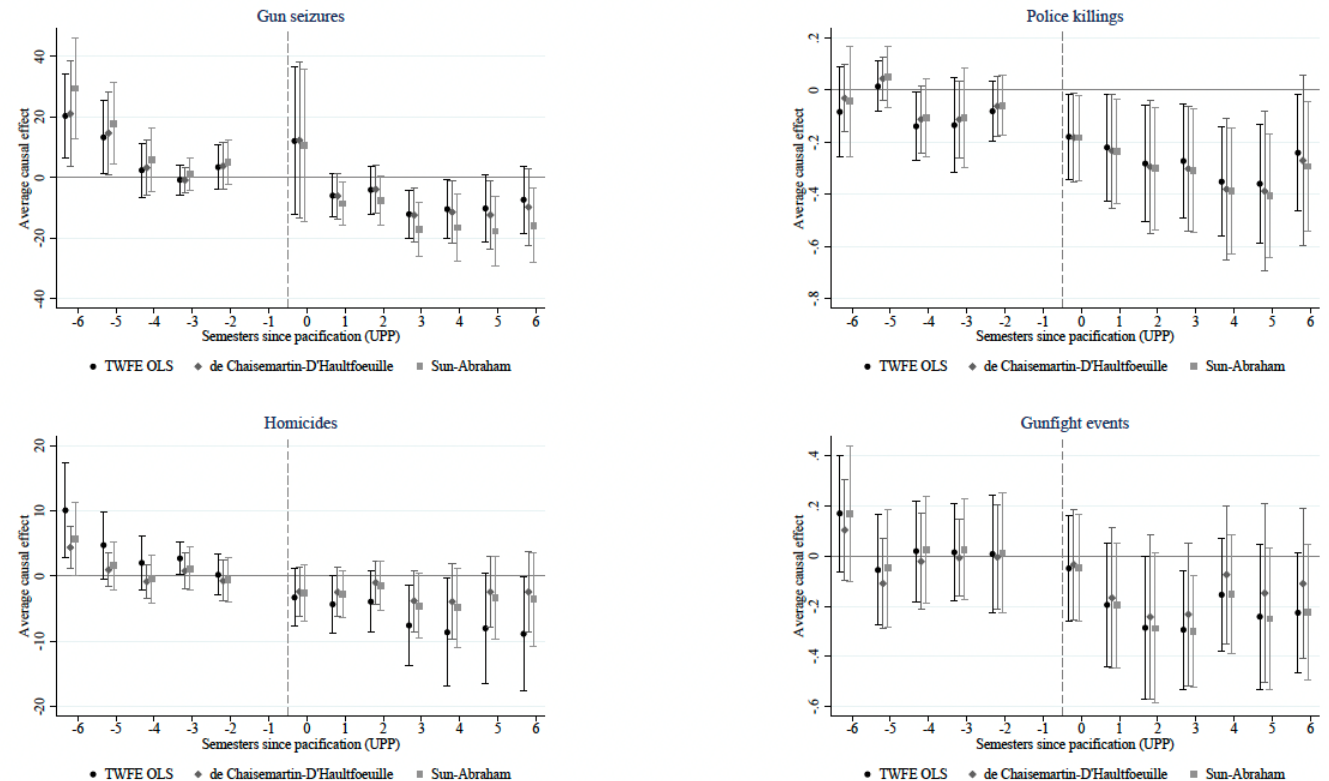 Gun seizures
Average causal effect
40
20
0
-20
-40
-6 -5 -4 -3 -2 -1 0 1 2 3 4 5 6
Semesters since pacification (UPP)
TWFE OLS de Chaisemartin-D'Haultfoeuille Sun-Abraham
Police killings
Average causal effect
.2
0
-.2
-.4
-.6
-.8
-6 -5 -4 -3 -2 -1 0 1 2 3 4 5 6
Semesters since pacification (UPP)
TWFE OLS de Chaisemartin-D'Haultfoeuille Sun-Abraham
Homicides
Average causal effect
20
10
0
-10
-20
-6 -5 -4 -3 -2 -1 0 1 2 3 4 5 6
Semesters since pacification (UPP)
TWFE OLS de Chaisemartin-D'Haultfoeuille Sun-Abraham
Gunfight events
Average causal effect
.4
.2
0
-.2
-.4
-.6
-6 -5 -4 -3 -2 -1 0 1 2 3 4 5 6
Semesters since pacification (UPP)
TWFE OLS de Chaisemartin-D'Haultfoeuille Sun-Abraham